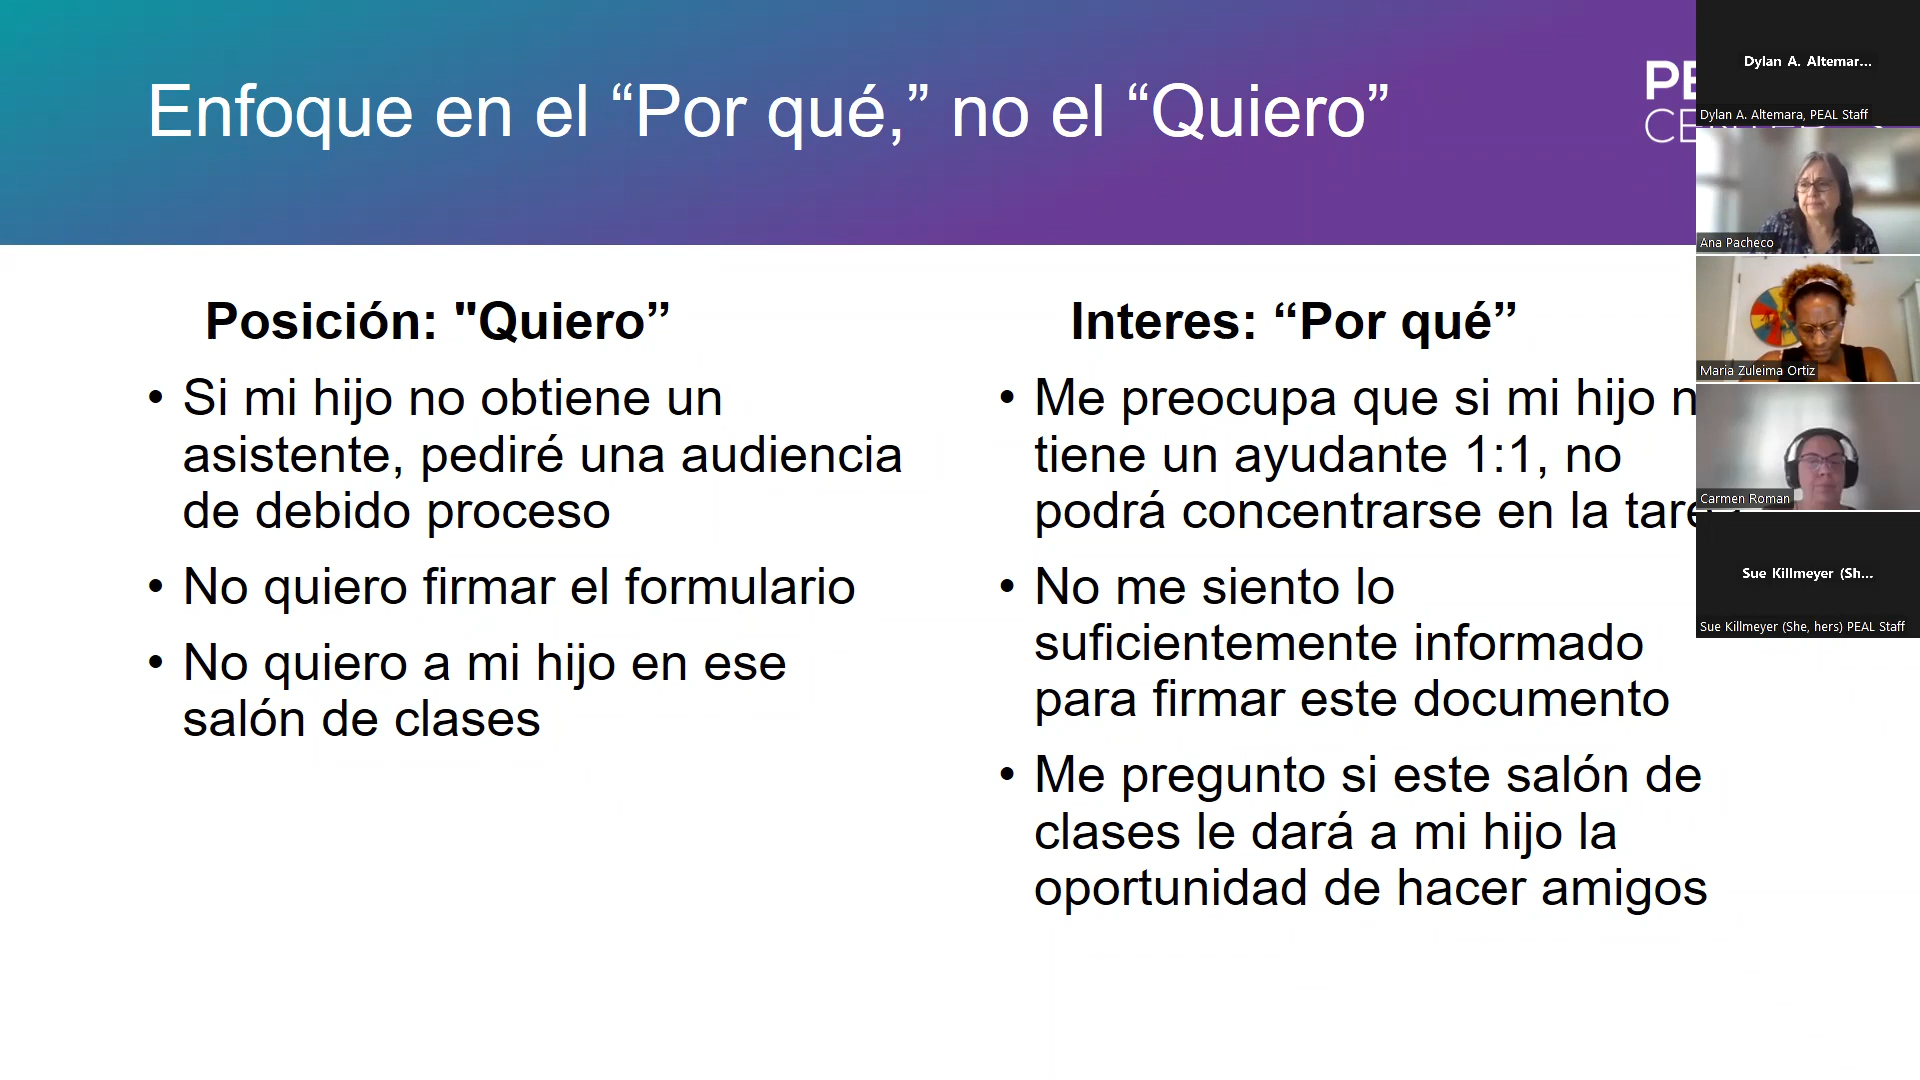 Enfoque en el “Por qué,” no el “Quiero”
Posición: "Quiero”
• Si mi hijo no obtiene un
asistente, pediré una audiencia
de debido proceso
• No quiero firmar el formulario
• No quiero a mi hijo en ese
salón de clases
Interes: “Por qué”
• Me preocupa que si mi hijo
tiene un ayudante 1:1, no
podrá concentrarse en la
• No me siento lo
suficientemente informado
para firmar este documento
• Me pregunto si este salón de
clases le dará a mi hijo la
oportunidad de hacer amigos
Dylan A. Altemar...
Dylan A. Altemara, PEAL Staff
Ana Pacheco
Maria Zuleima Ortiz
Carmen Roman
Sue Killmeyer (Sh...
Sue Killmeyer (She, hers) PEAL Staff